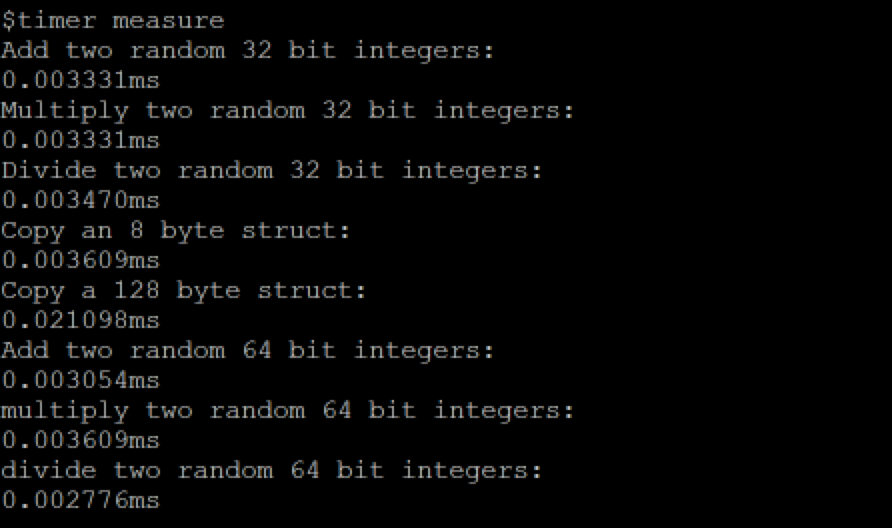 $timer measure
Add two random 32 bit integers:
0.003331ms
Multiply two random 32 bit integers:
0.003331ms
Divide two random 32 bit integers:
0.003470ms
Copy an 8 byte struct:
0.003609ms
Copy a 128 byte struct:
0.021098ms
Add two random 64 bit integers:
0.003054ms
multiply two random 64 bit integers:
0.003609ms
divide two random 64 bit integers:
0.002776ms